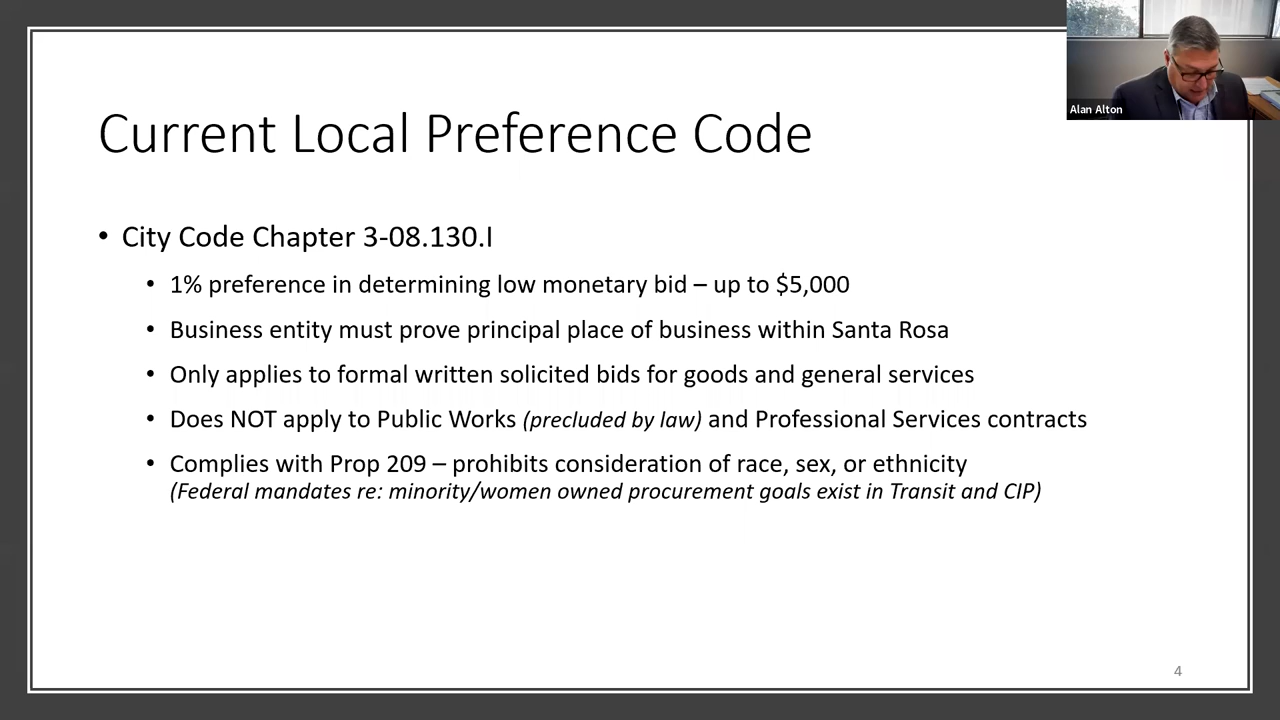 Alan Alton
Current Local Preference Code
• City Code Chapter 3-08.130.I
• 1% preference in determining low monetary bid – up to $5,000
• Business entity must prove principal place of business within Santa Rosa
• Only applies to formal written solicited bids for goods and general services
• Does NOT apply to Public Works (precluded by law) and Professional Services contracts
• Complies with Prop 209 – prohibits consideration of race, sex, or ethnicity
(Federal mandates re: minority/women owned procurement goals exist in Transit and CIP)
4